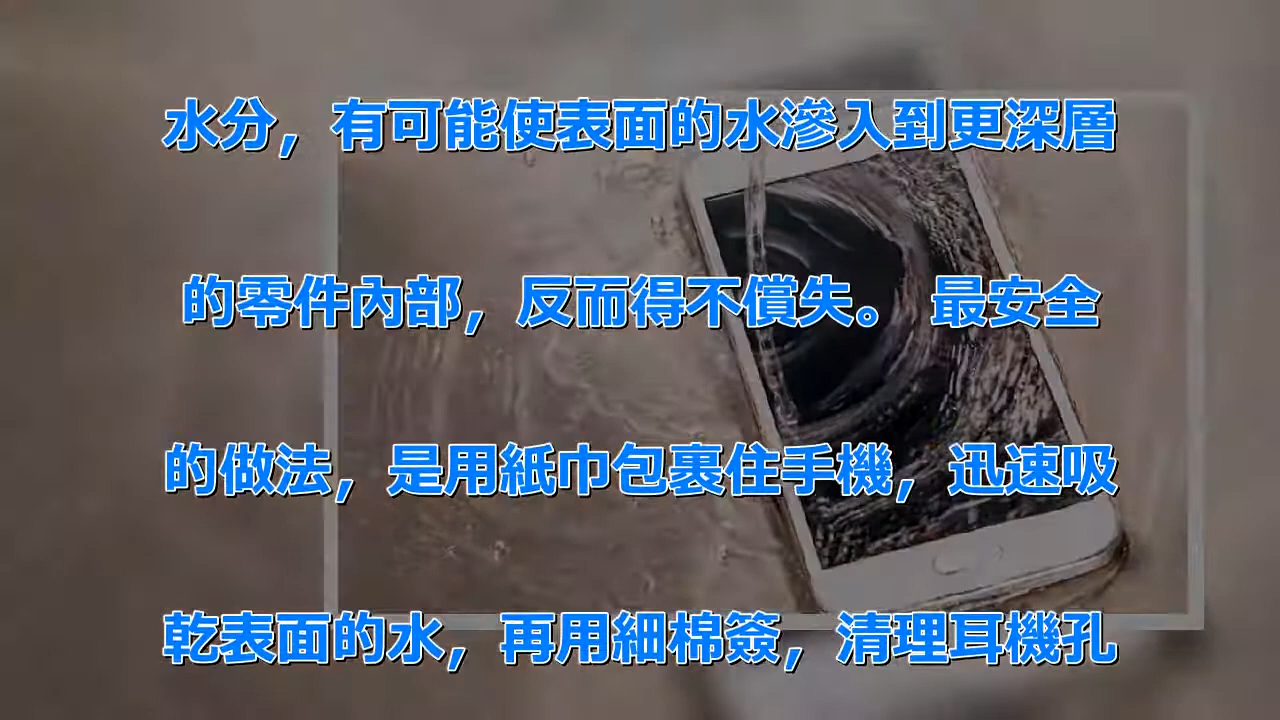 水分，有可能使表面的水滲入到更深層
的零件內部，反而得不償失。 最安全
的做法，是用紙巾包裹住手機，迅速吸
乾表面的水，再用細棉簽，清理耳機孔